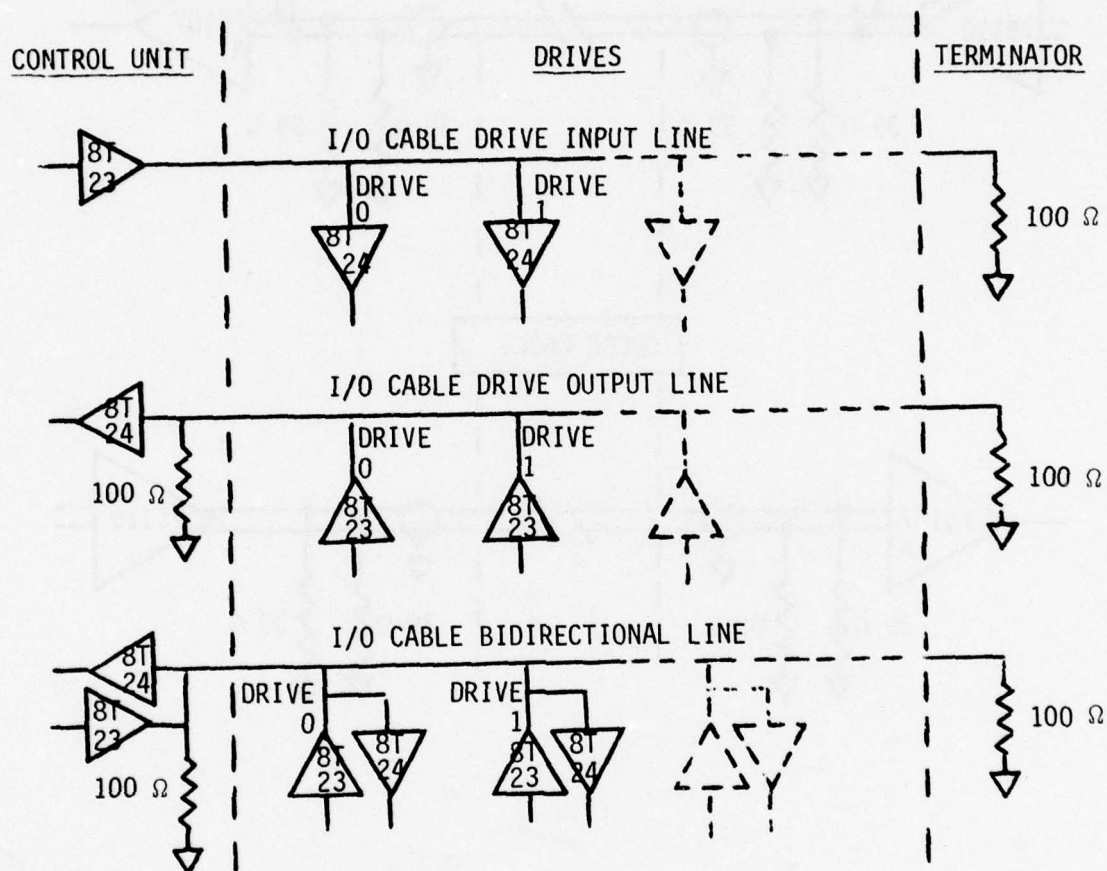 CONTROL UNIT
DRIVES
TERMINATOR
I/O CABLE DRIVE INPUT LINE
8T
23
DRIVE
0
8T
24
DRIVE
1
8T
24
100 Ω
I/O CABLE DRIVE OUTPUT LINE
8T
24
100 Ω
DRIVE
0
8T
23
DRIVE
1
8T
23
100 Ω
I/O CABLE BIDIRECTIONAL LINE
8T
24
8T
23
100 Ω
DRIVE
0
8T
23
8T
24
DRIVE
1
8T
23
8T
24
100 Ω